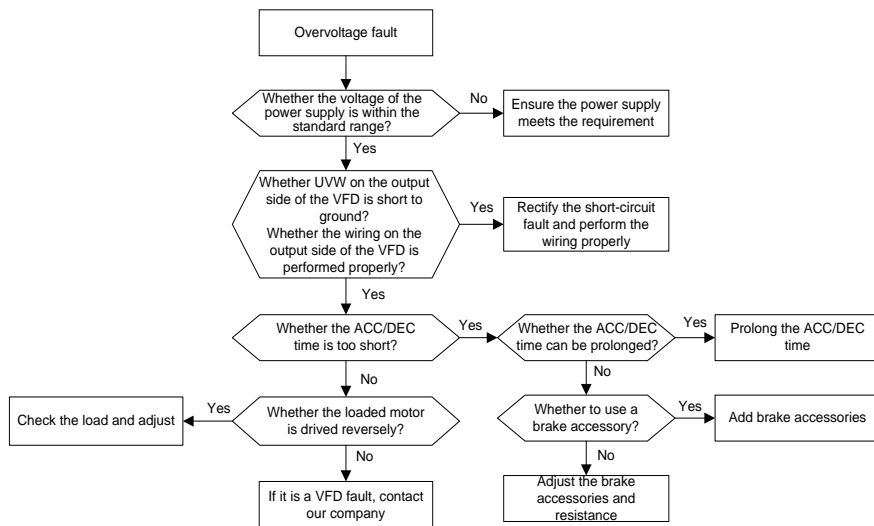 Overvoltage fault
Whether the voltage of the
power supply is within the
standard range?
No
Ensure the power supply
meets the requirement
Yes
Whether UVW on the output
side of the VFD is short to
ground?
Whether the wiring on the
output side of the VFD is
performed properly?
Yes
Rectify the short-circuit
fault and perform the
wiring properly
Yes
Whether the ACC/DEC
time is too short?
Yes
Whether the ACC/DEC
time can be prolonged?
Yes
Prolong the ACC/DEC
time
No
No
Check the load and adjust
Yes
Whether the loaded motor
is drived reversely?
Whether to use a
brake accessory?
Yes
Add brake accessories
No
No
If it is a VFD fault, contact
our company
Adjust the brake
accessories and
resistance